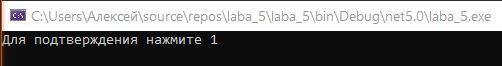 C:\Users\Алексей\source\repos\laba_5\laba_5\bin\Debug\net5.0\laba_5.exe
Для подтверждения нажмите 1